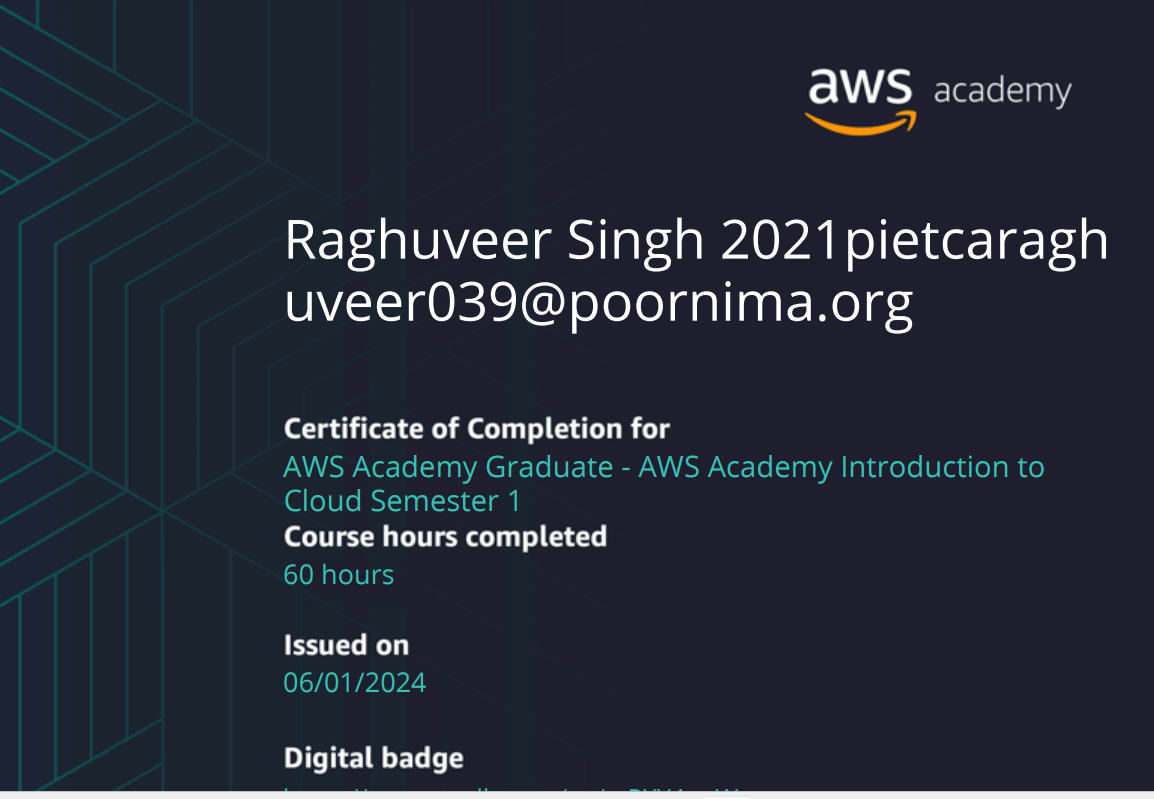 aws academy
Raghuveer Singh 2021pietcaragh
uveer039@poornima.org
Certificate of Completion for
AWS Academy Graduate - AWS Academy Introduction to
Cloud Semester 1
Course hours completed
60 hours
Issued on
06/01/2024
Digital badge